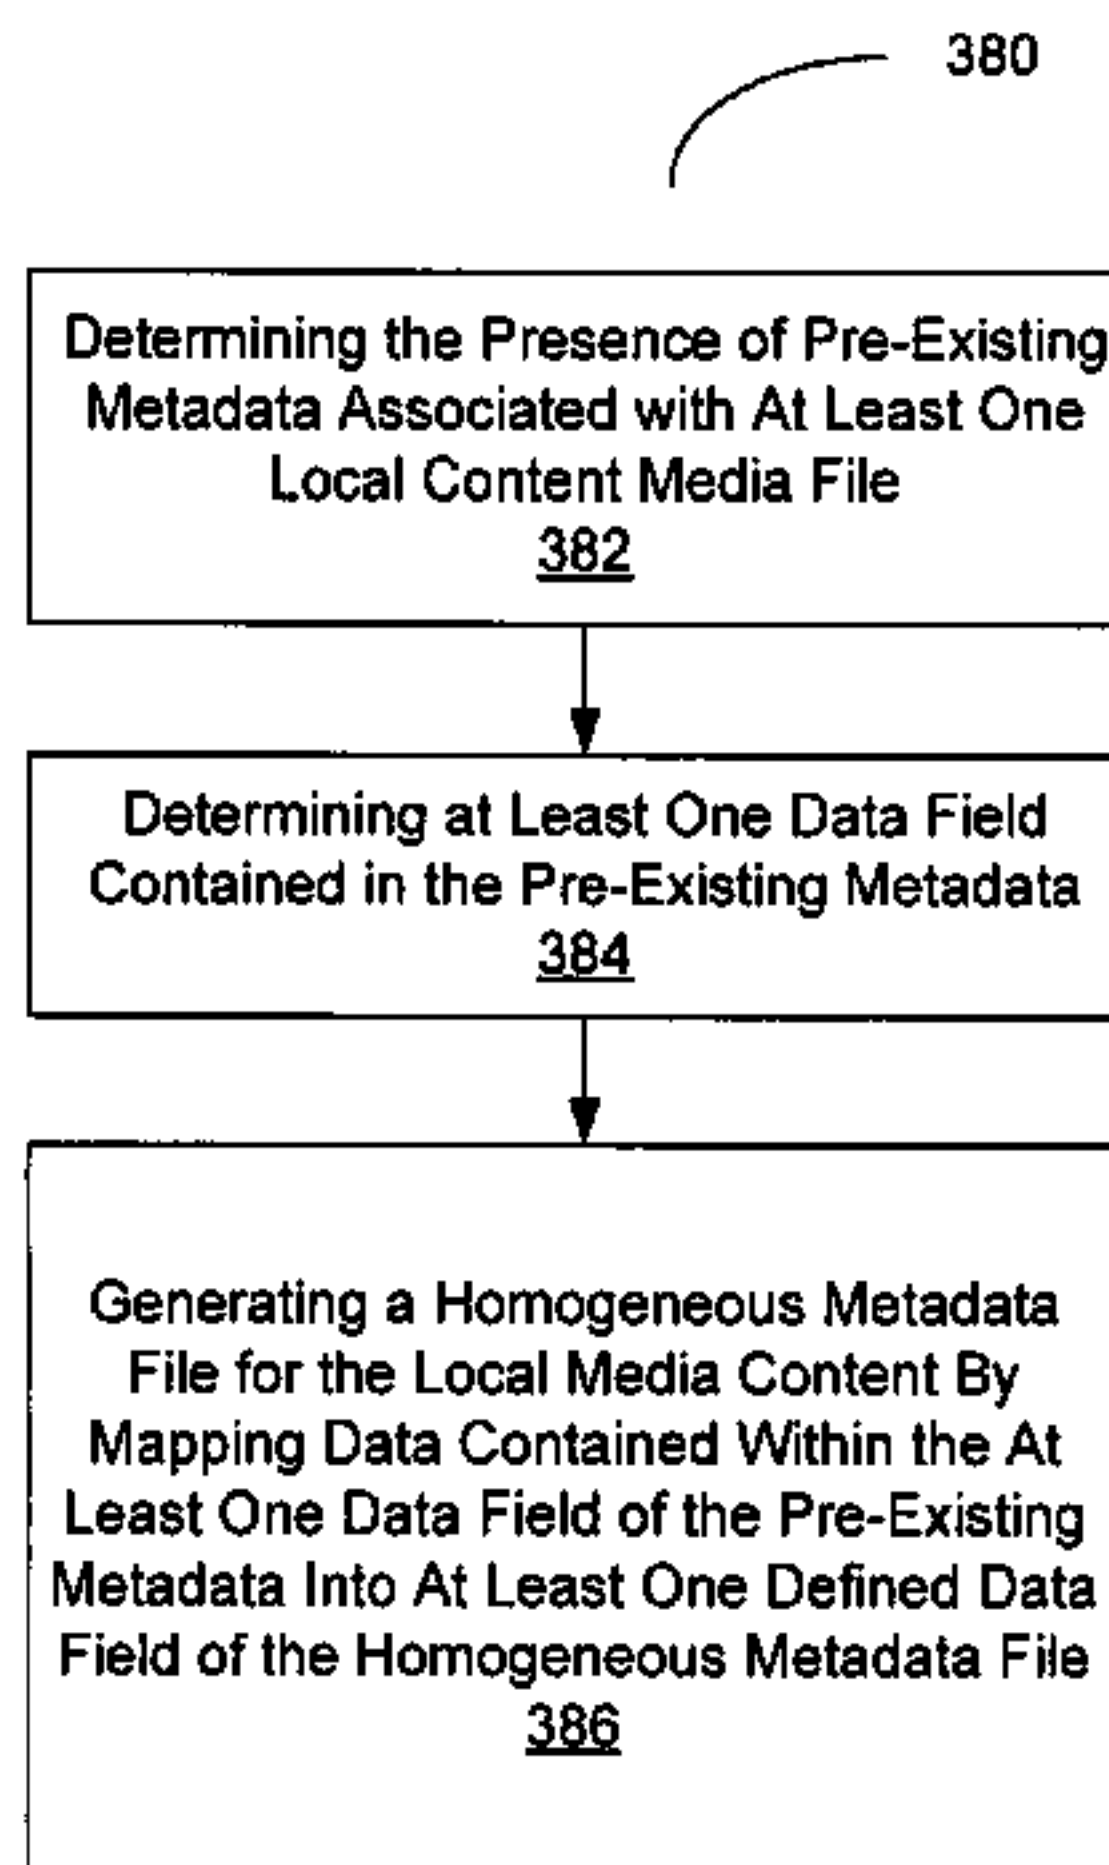 380
Determining the Presence of Pre-Existing
Metadata Associated with At Least One
Local Content Media File
382
Determining at Least One Data Field
Contained in the Pre-Existing Metadata
384
Generating a Homogeneous Metadata
File for the Local Media Content By
Mapping Data Contained Within the At
Least One Data Field of the Pre-Existing
Metadata Into At Least One Defined Data
Field of the Homogeneous Metadata File
386